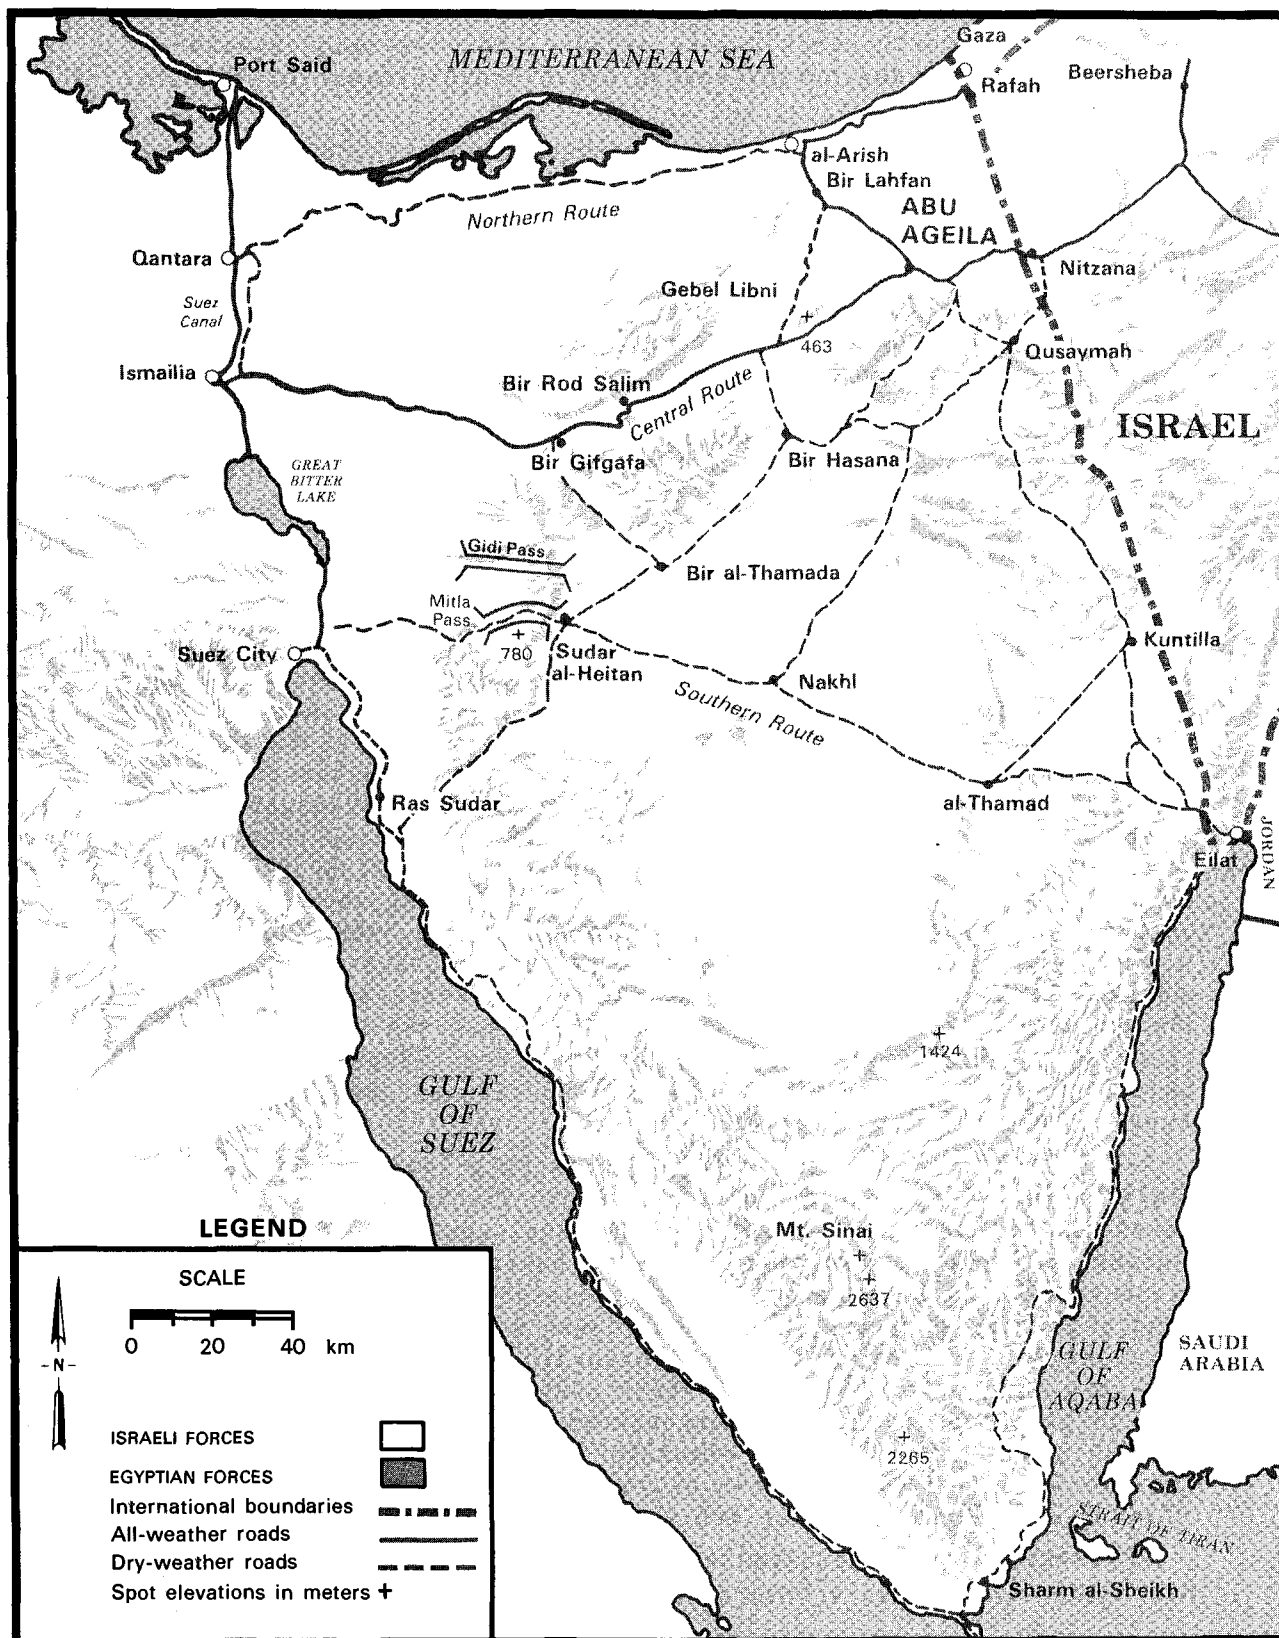 Gaza
MEDITERRANEAN SEA
Port Said
Beersheba
Rafah
al-Arish
Bir Lahfan
ABU
AGEILA
Northern Route
Qantara
Nitzana
Gebel Libni
Suez
Canal
463
Qusaymah
Ismailia
Bir Rod Salim
Central Route
ISRAEL
Bir Gifgafa
Bir Hasana
GREAT
BITTER
LAKE
Gidi Pass
Bir al-Thamada
Mitla
Pass
Kuntilla
Suez City
780
Sudar
al-Heitan
Nakhl
Southern Route
Ras Sudar
al-Thamad
JORDAN
Eilat
1424
GULF
OF
SUEZ
Mt. Sinai
2637
LEGEND
SCALE
0 20 40 km
-N-
SAUDI
ARABIA
GULF
OF
AQABA
ISRAELI FORCES
2265
EGYPTIAN FORCES
International boundaries
STRAIT OF TIRAN
All-weather roads
Dry-weather roads
Spot elevations in meters +
Sharm al-Sheikh